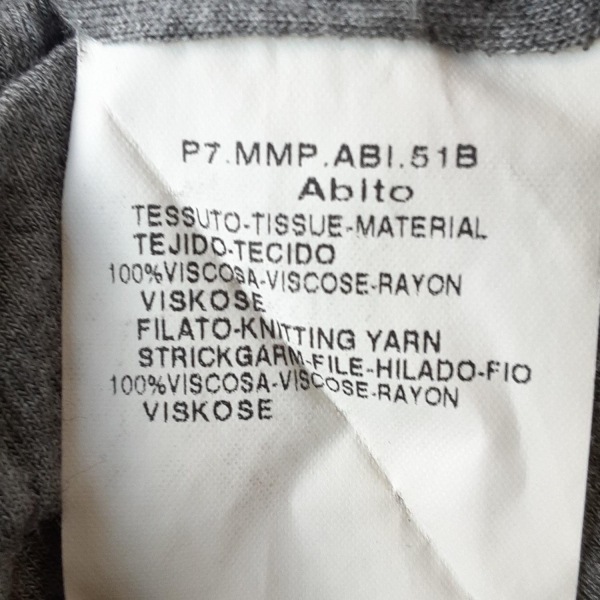 P7.MMP.ABI.51B
Abito
TESSUTO-TISSUE-MATERIAL
TEJIDO-TECIDO
100%VISCOSA-VISCOSE-RAYON
VISKOSE
FILATO-KNITTING YARN
STRICKGARM-FILE-HILADO-FIO
100%VISCOSA-VISCOSE-RAYON
VISKOSE